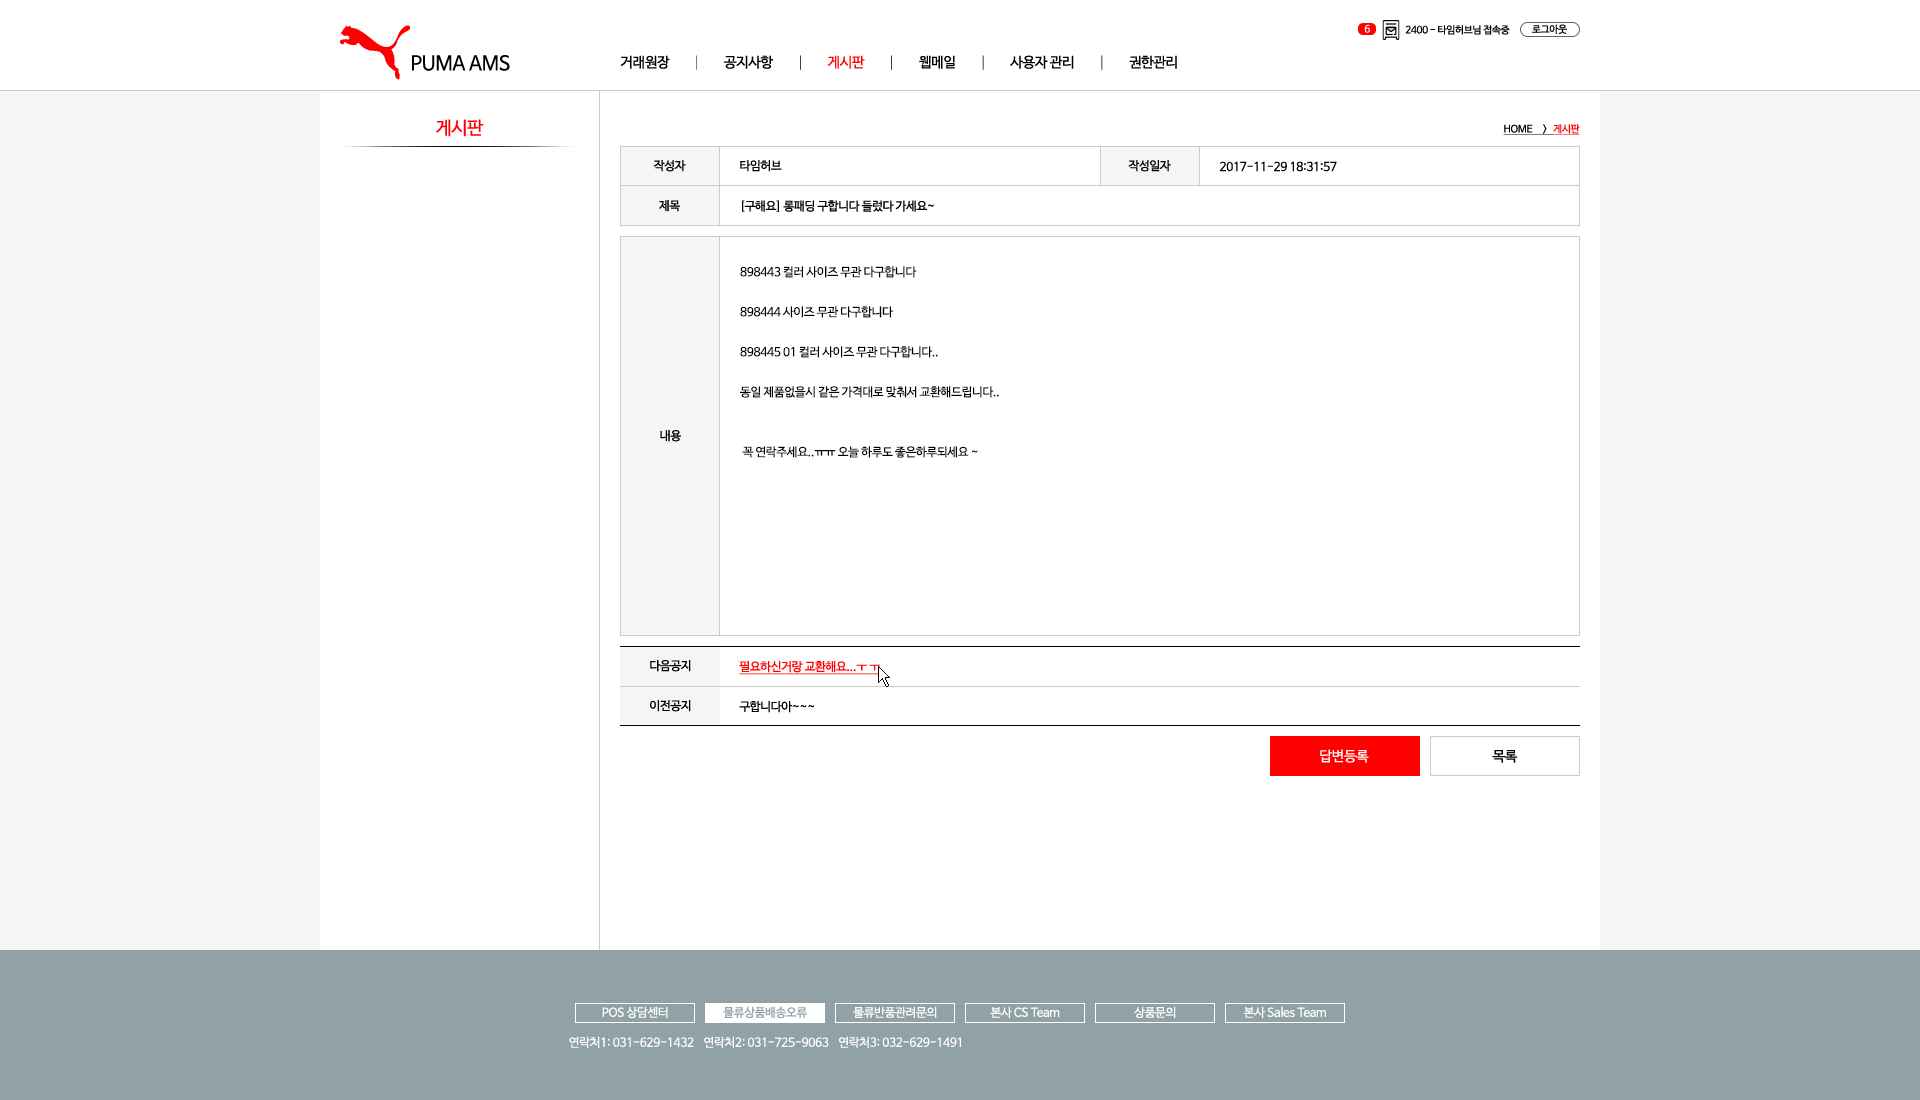 6 2400 - 타임허브님 접속중 로그아웃
PUMA AMS
거래원장 | 공지사항 | 게시판 | 웹메일 | 사용자 관리 | 권한관리
게시판
HOME > 게시판
작성자 타임허브 작성일자 2017-11-29 18:31:57
제목 [구해요] 롱패딩 구합니다 들렀다 가세요~
내용
898443 컬러 사이즈 무관 다구합니다
898444 사이즈 무관 다구합니다
898445 01 컬러 사이즈 무관 다구합니다..
동일 제품없을시 같은 가격대로 맞춰서 교환해드립니다..
꼭 연락주세요..ㅠㅠ 오늘 하루도 좋은하루되세요 ~
다음공지 필요하신거랑 교환해요...ㅜㅜ
이전공지 구합니다아~~~
답변등록 목록
POS 상담센터 물류상품배송오류 물류반품관려문의 본사 CS Team 상품문의 본사 Sales Team
연락처1: 031-629-1432 연락처2: 031-725-9063 연락처3: 032-629-1491